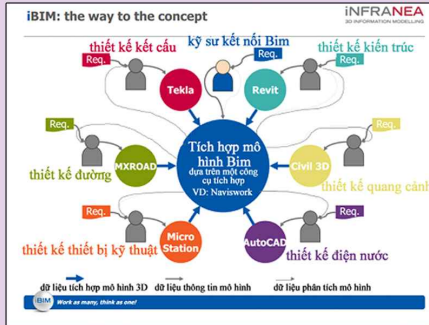 iBIM: the way to the concept
iNFRANEA
3D INFORMATION MODELLING
thiết kế kết cấu
kỹ sư kết nối Bim
thiết kế kiến trúc
Req.
Req.
Req.
Tekla
Revit
Req.
Req.
Tích hợp mô
hình Bim
dựa trên một công
cụ tích hợp
VD: Naviswork
MXROAD
Civil 3D
thiết kế đường
thiết kế quang cảnh
Req.
Req.
Micro
Station
AutoCAD
thiết kế thiết bị kỹ thuật
thiết kế điện nước
dữ liệu tích hợp mô hình 3D
dữ liệu thông tin mô hình
dữ liệu phân tích mô hình
iBIM
Work as many, think as one!